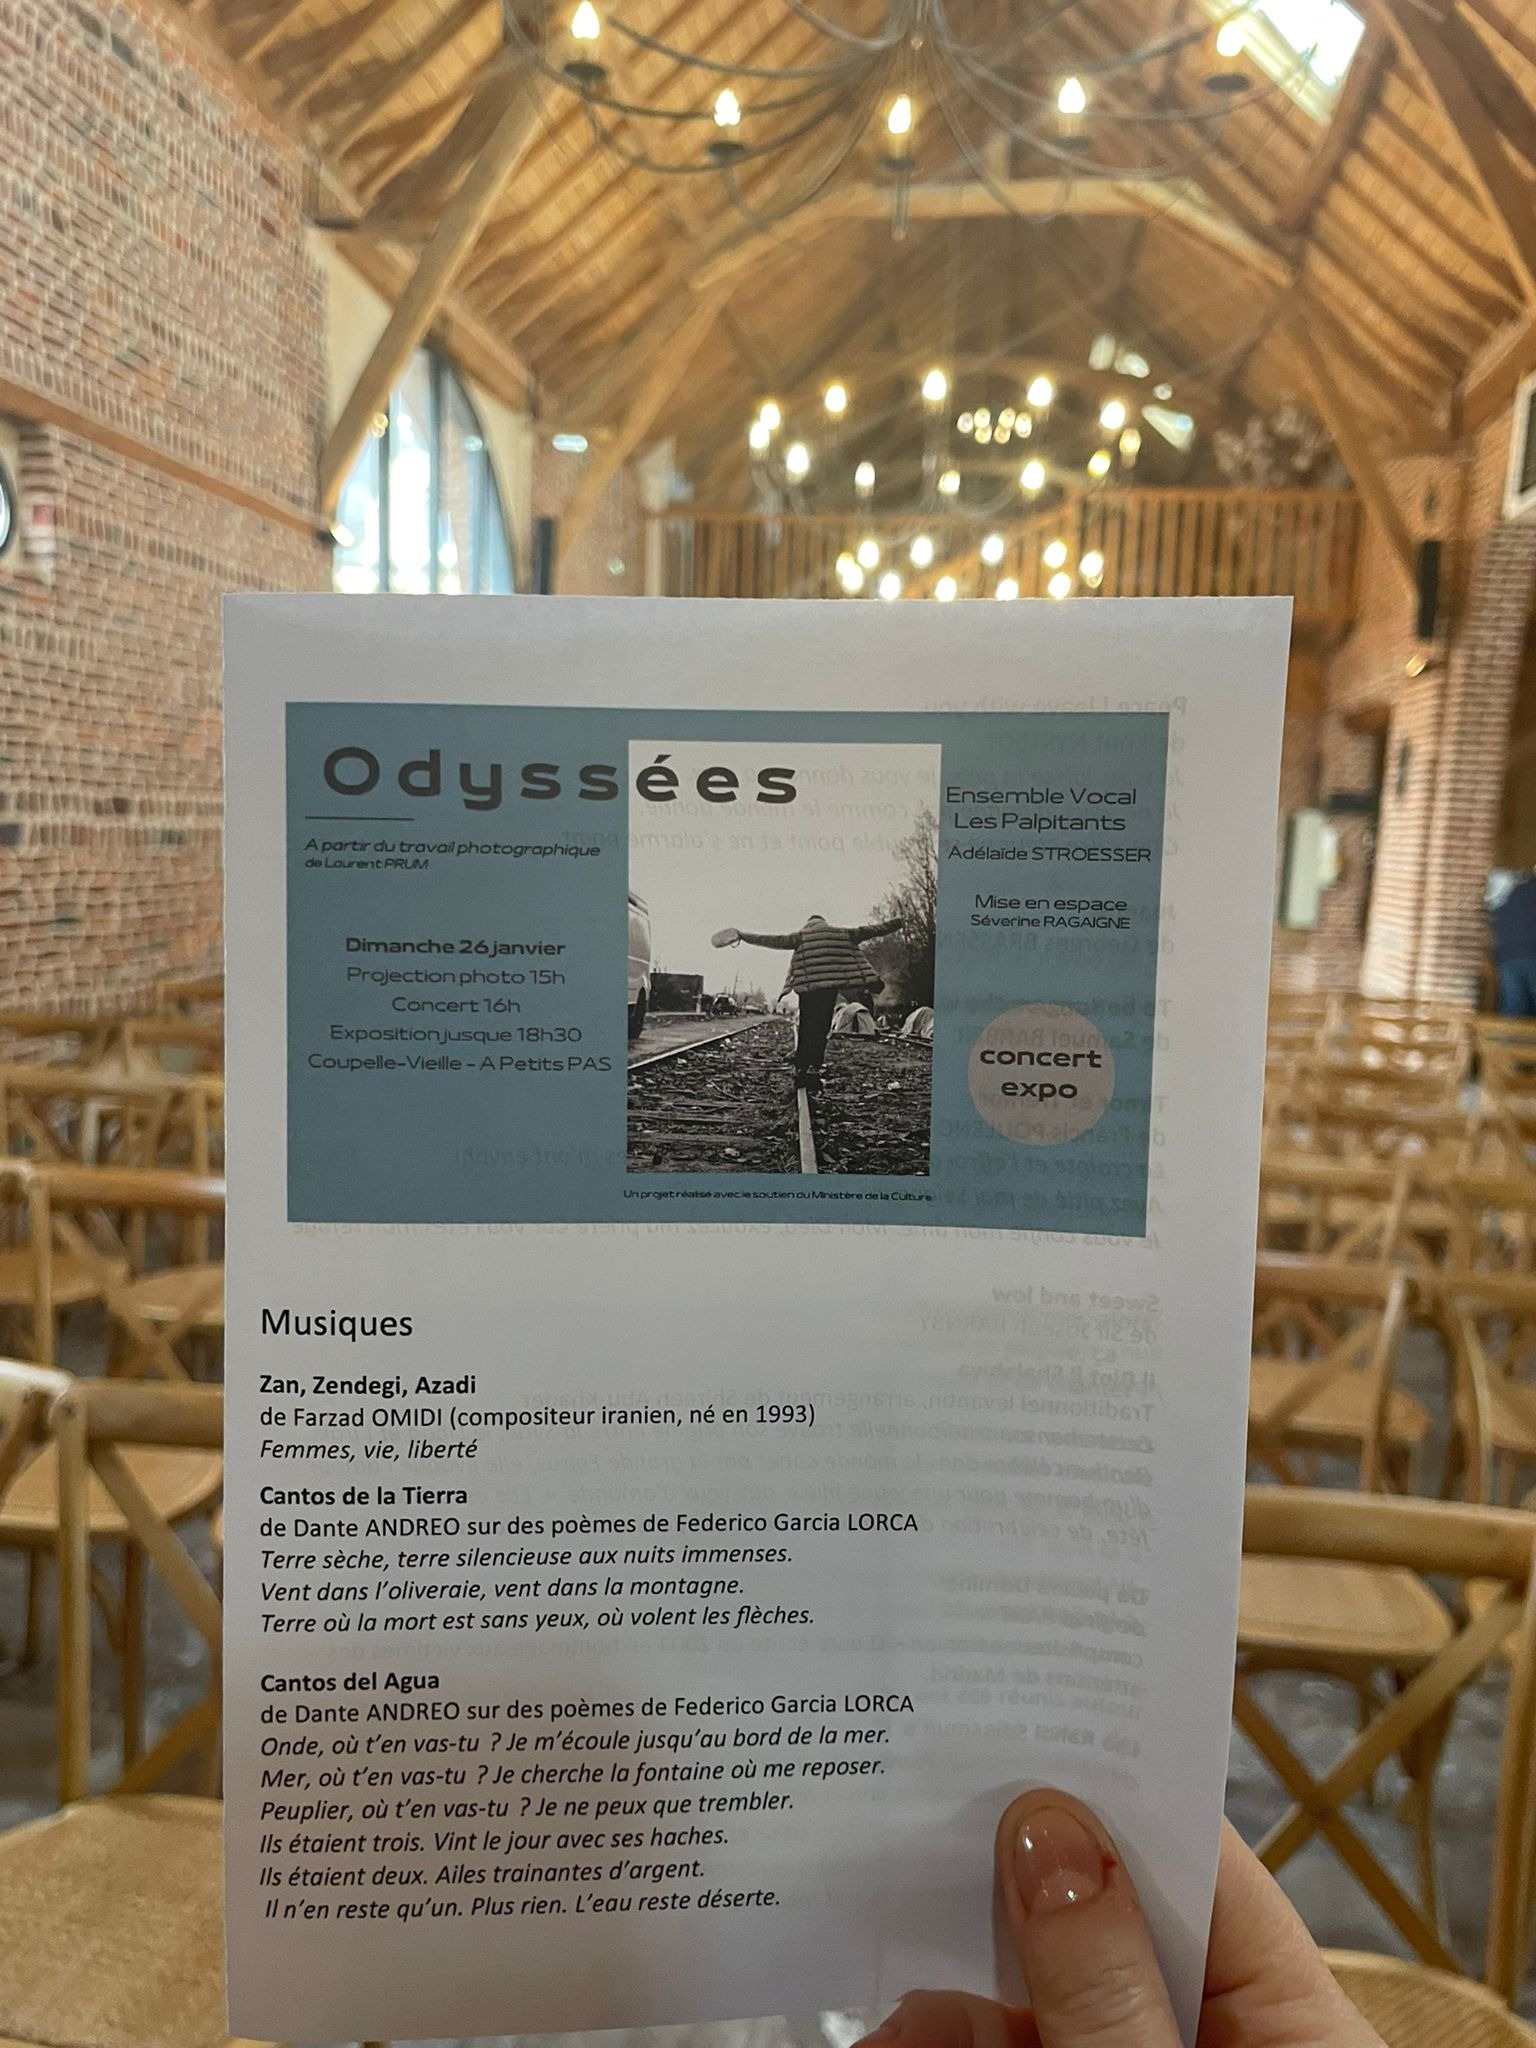 Odyssées
A partir du travail photographique
de Laurent PRUM
Dimanche 26 janvier
Projection photo 15h
Concert 16h
Exposition jusque 18h30
Coupelle-Vieille - A Petits PAS
Ensemble Vocal
Les Palpitants
Adélaïde STROESSER
Mise en espace
Séverine RAGAIGNE
concert
expo
Un projet réalisé avec le soutien du Ministère de la Culture
Musiques
Zan, Zendegi, Azadi
de Farzad OMIDI (compositeur iranien, né en 1993)
Femmes, vie, liberté
Cantos de la Tierra
de Dante ANDREO sur des poèmes de Federico Garcia LORCA
Terre sèche, terre silencieuse aux nuits immenses.
Vent dans l’oliveraie, vent dans la montagne.
Terre où la mort est sans yeux, où volent les flèches.
Cantos del Agua
de Dante ANDREO sur des poèmes de Federico Garcia LORCA
Onde, où t’en vas-tu ? Je m’écoule jusqu’au bord de la mer.
Mer, où t’en vas-tu ? Je cherche la fontaine où me reposer.
Peuplier, où t’en vas-tu ? Je ne peux que trembler.
Ils étaient trois. Vint le jour avec ses haches.
Ils étaient deux. Ailes trainantes d’argent.
Il n’en reste qu’un. Plus rien. L’eau reste déserte.